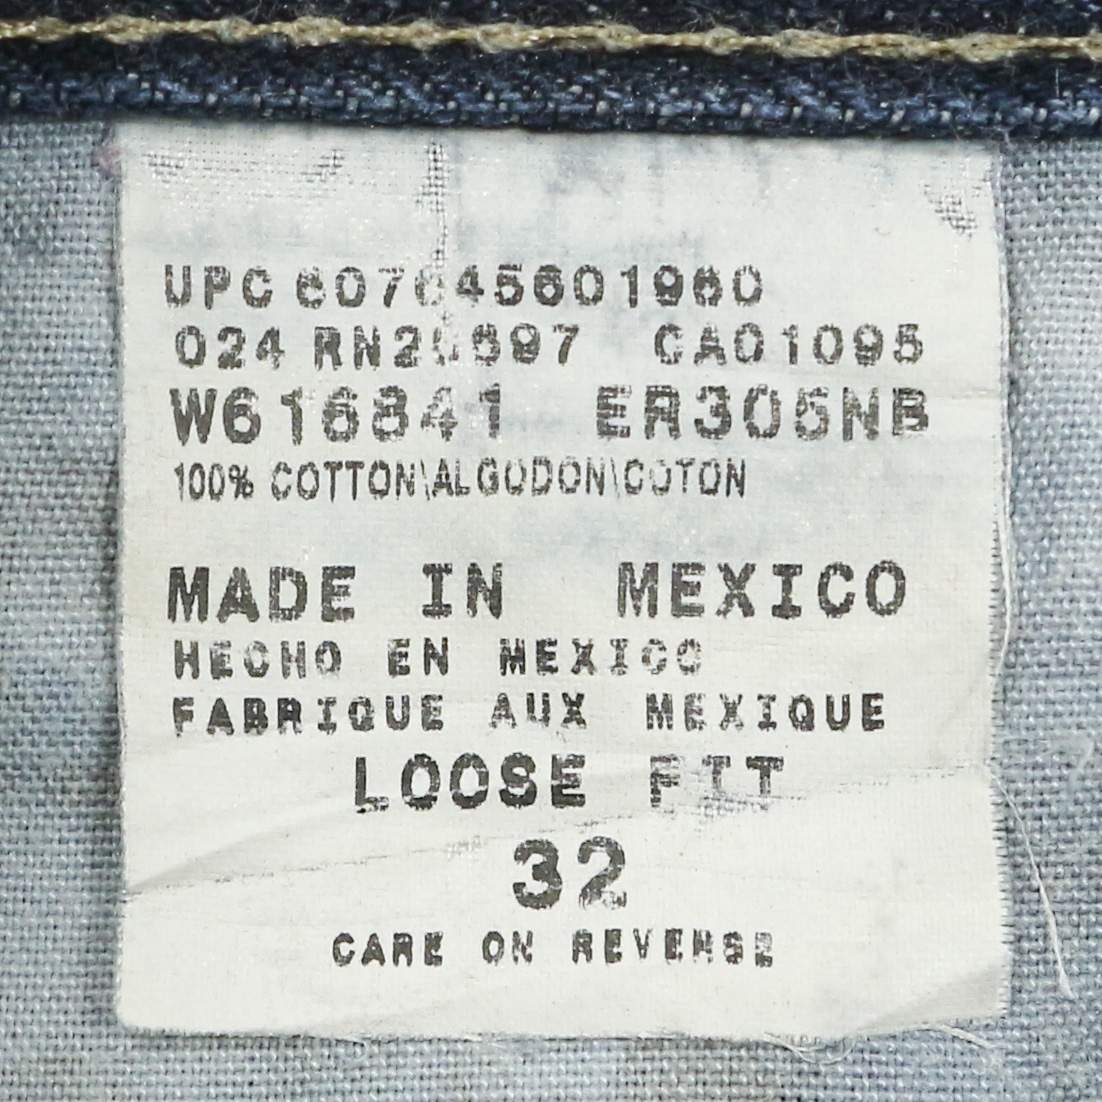 UPC 607645601960
024 CA01095
W616841 ER305NB
100% COTTON\ALGODON\COTON
MADE IN MEXICO
HECHO EN MEXICO
FABRIQUE AUX MEXIQUE
LOOSE FIT
32
CARE ON REVERSE